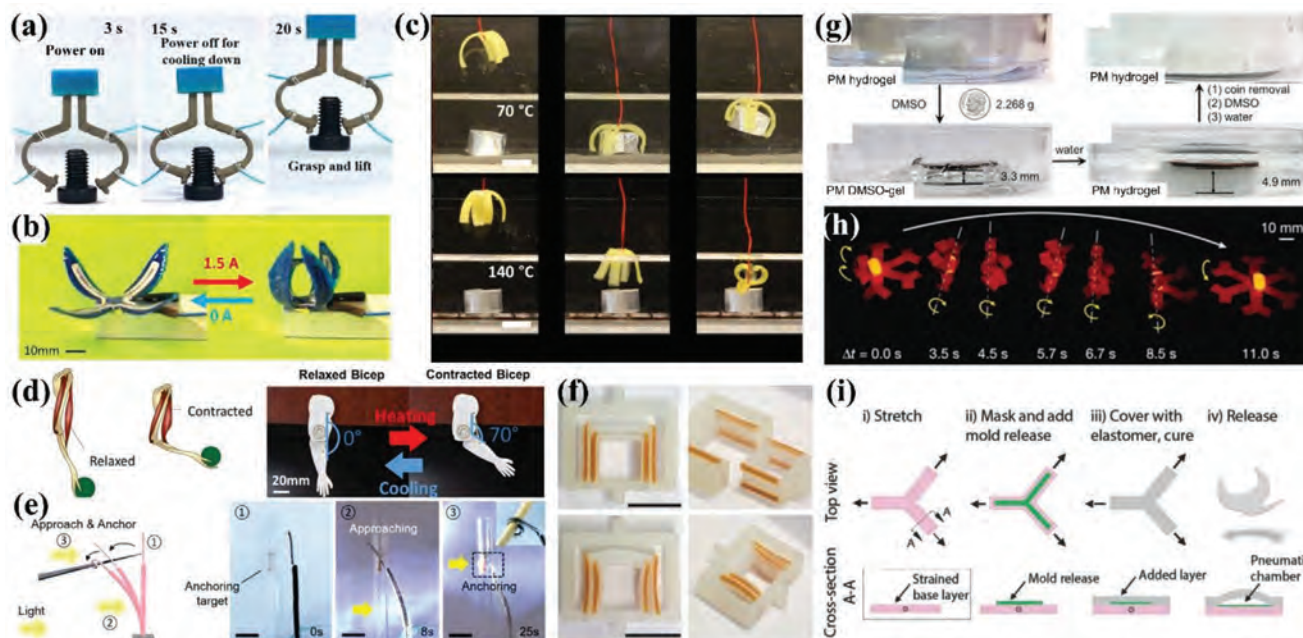 (a)
3 s
Power on
15 s
Power off for
cooling down
20 s
Grasp and lift
(b)
1.5 A
0 A
10mm
(c)
70 °C
140 °C
(d)
Contracted
Relaxed
Relaxed Bicep
Contracted Bicep
Heating
0°
70°
Cooling
20mm
(e)
Approach & Anchor
③
①
Light
②
①
Anchoring
target
0s
②
Approaching
8s
③
Anchoring
25s
(f)
(g)
PM hydrogel
DMSO
2.268 g
PM DMSO-gel
3.3 mm
water
PM hydrogel
(1) coin removal
(2) DMSO
(3) water
PM hydrogel
4.9 mm
(h)
10 mm
Δt = 0.0 s
3.5 s
4.5 s
5.7 s
6.7 s
8.5 s
11.0 s
(i)
i) Stretch
ii) Mask and add
mold release
iii) Cover with
elastomer, cure
iv) Release
Top view
A
A
Cross-section
A-A
Strained
base layer
Mold release
Added layer
Pneumati
chamber